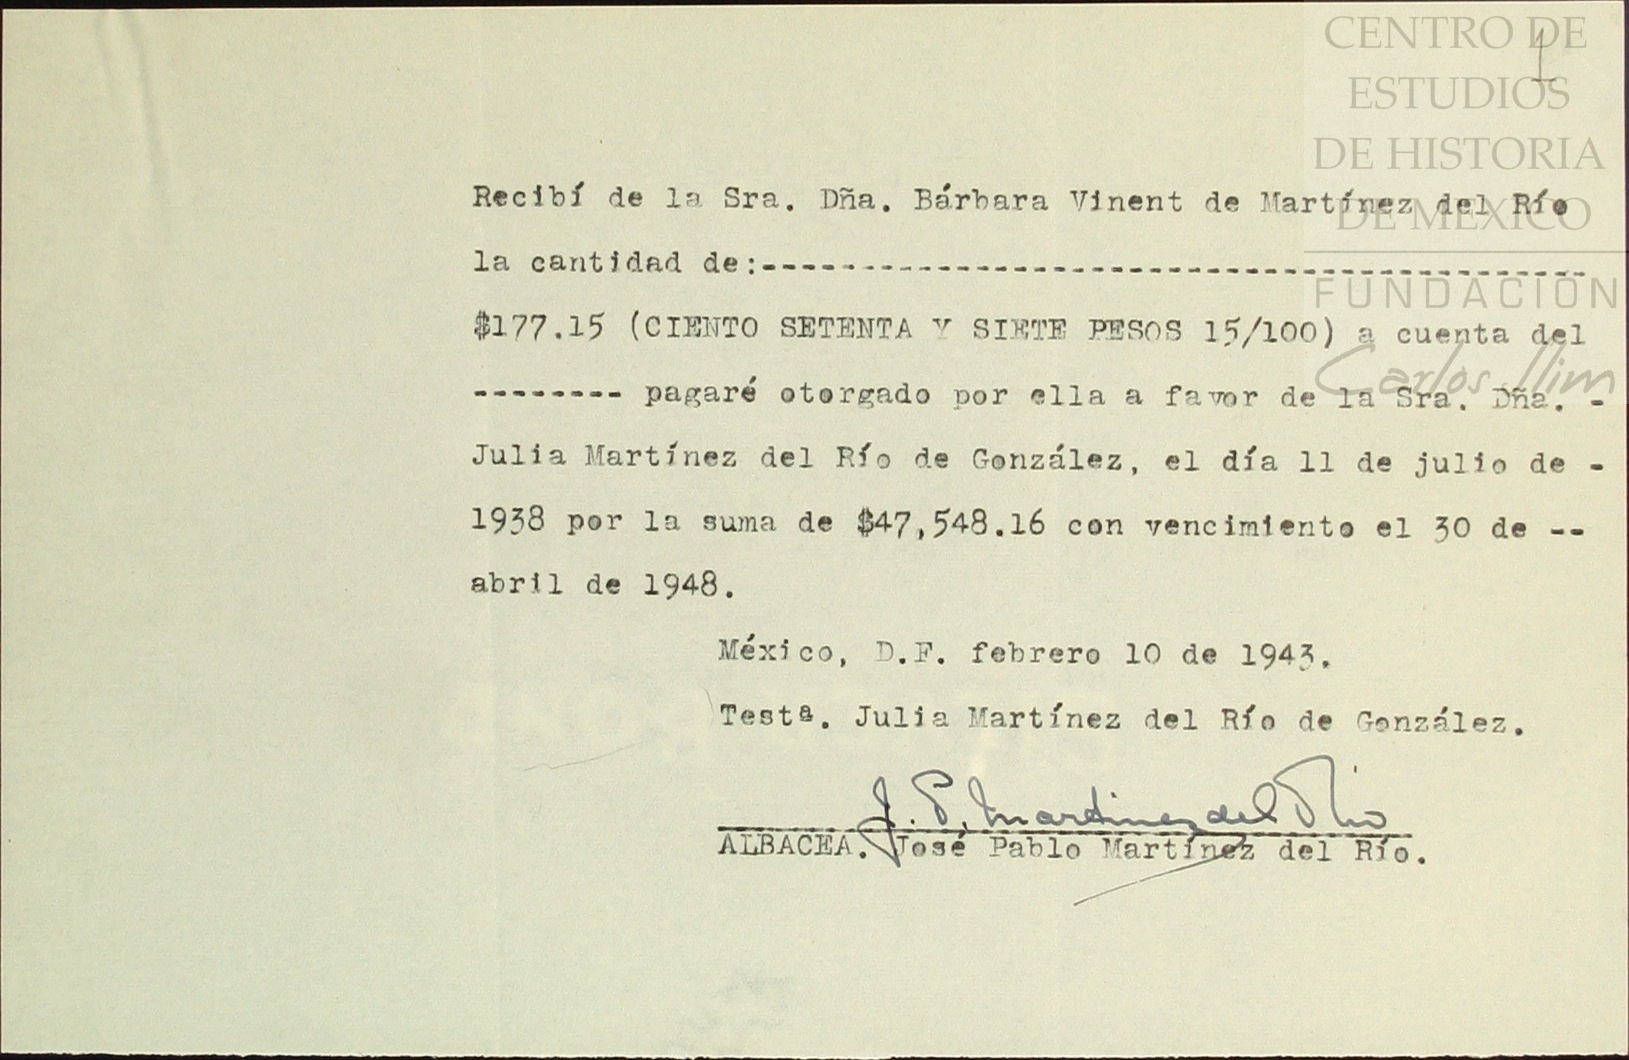 CENTRO DE
ESTUDIOS
DE HISTORIA
DE MÉXICO
FUNDACIÓN
Carlos Slim
1
Recibí de la Sra. Dña. Bárbara Vinent de Martínez del Río
la cantidad de:-------------------------------------------
$177.15 (CIENTO SETENTA Y SIETE PESOS 15/100) a cuenta del
-------- pagaré otorgado por ella a favor de la Sra. Dña. -
Julia Martínez del Río de González, el día 11 de julio de -
1938 por la suma de $47,548.16 con vencimiento el 30 de --
abril de 1948.
México, D.F. febrero 10 de 1943.
Testª. Julia Martínez del Río de González.
J. P. Martinez del Rio
ALBACEA. José Pablo Martínez del Río.